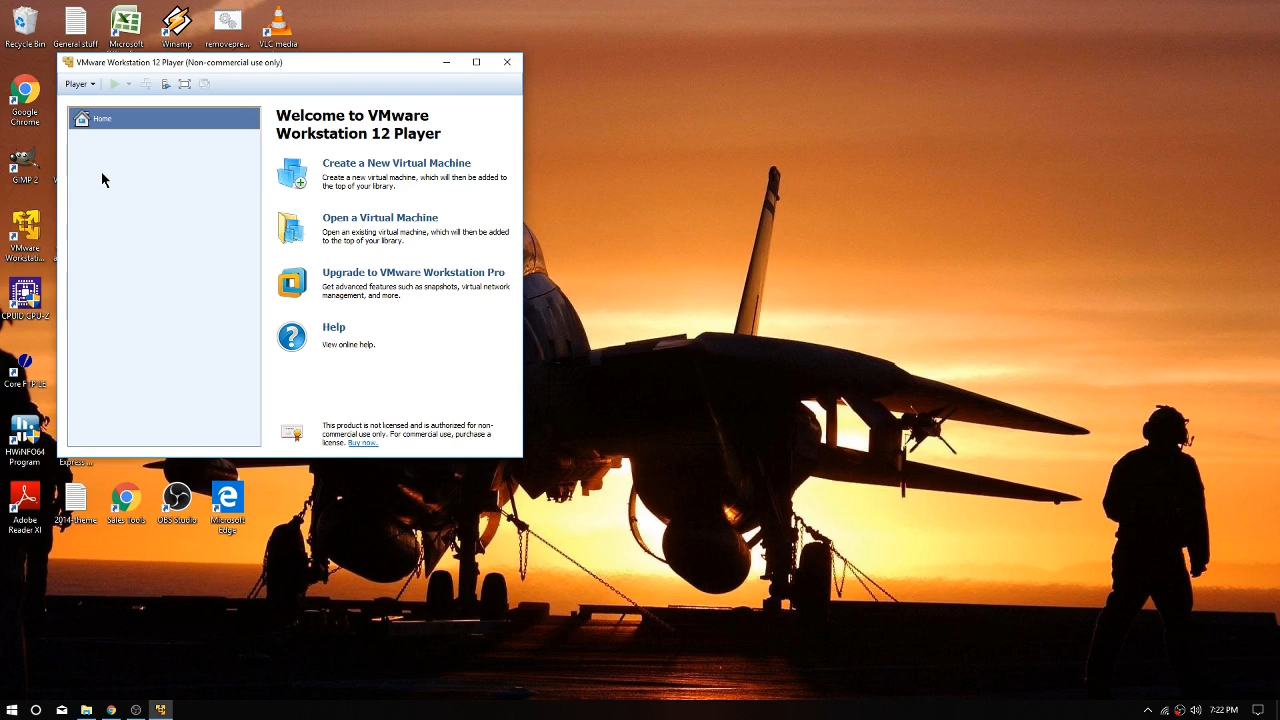 Recycle Bin
General stuff
Microsoft
Winamp
removepre...
VLC media
Google
Chrome
GIMP 2
VMware
Workstati...
CPUID CPU-Z
Core FTP LE
HWiNFO64
Program
Express ...
Adobe
Reader XI
2014-theme
Sales Tools
OBS Studio
Microsoft
Edge
VMware Workstation 12 Player (Non-commercial use only)
Player
Home
Welcome to VMware
Workstation 12 Player
Create a New Virtual Machine
Create a new virtual machine, which will then be added
to the top of your library.
Open a Virtual Machine
Open an existing virtual machine, which will then be added
to the top of your library.
Upgrade to VMware Workstation Pro
Get advanced features such as snapshots, virtual network
management, and more.
Help
View online help.
This product is not licensed and is authorized for non-
commercial use only. For commercial use, purchase a
license. Buy now..
7:22 PM